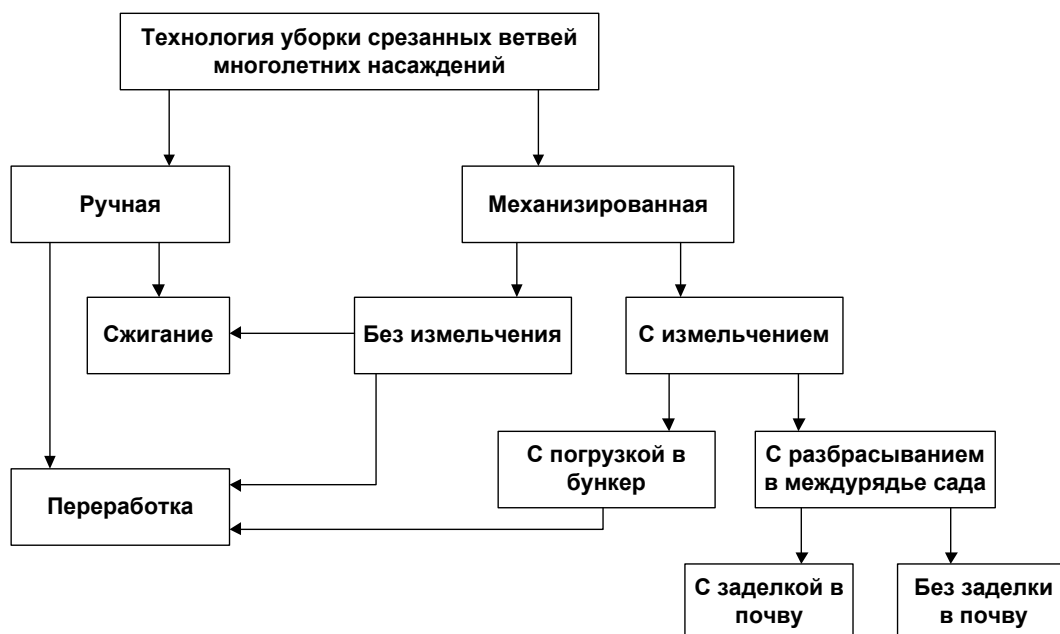 Технология уборки срезанных ветвей
многолетних насаждений
Ручная
Механизированная
Сжигание
Без измельчения
С измельчением
С погрузкой в
бункер
С разбрасыванием
в междурядье сада
Переработка
С заделкой в
почву
Без заделки
в почву